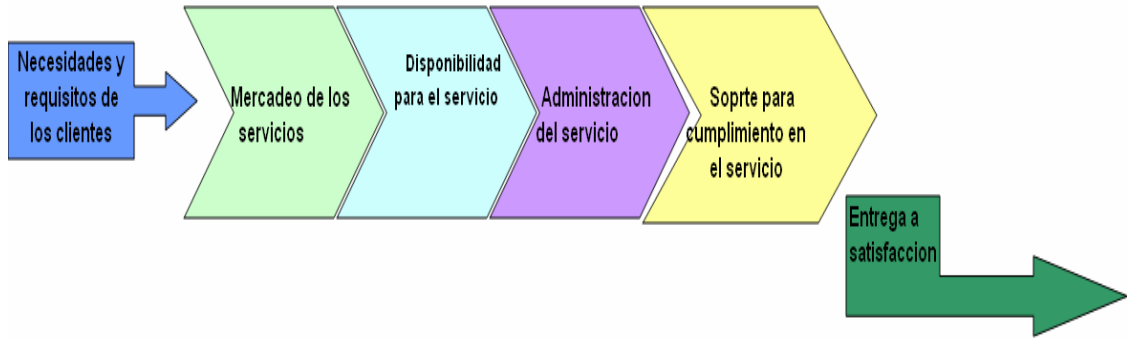 Necesidades y
requisitos de
los clientes
Mercadeo de los
servicios
Disponibilidad
para el servicio
Administracion
del servicio
Soprte para
cumplimiento en
el servicio
Entrega a
satisfaccion